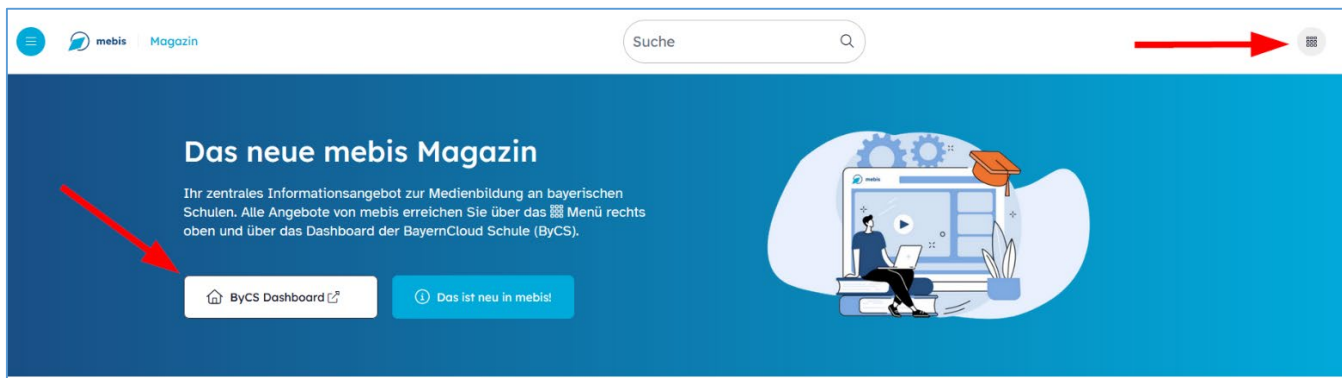 mebis Magazin
Suche
Das neue mebis Magazin
Ihr zentrales Informationsangebot zur Medienbildung an bayerischen
Schulen. Alle Angebote von mebis erreichen Sie über das Menü rechts
oben und über das Dashboard der BayernCloud Schule (ByCS).
ByCS Dashboard
Das ist neu in mebis!
mebis